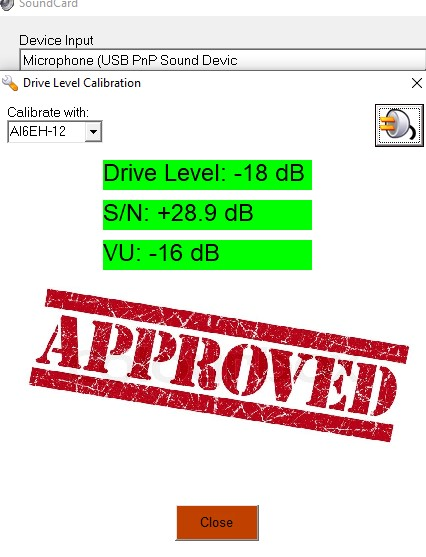 SoundCard
Device Input
Microphone (USB PnP Sound Devic
Drive Level Calibration
Calibrate with:
AI6EH-12
Drive Level: -18 dB
S/N: +28.9 dB
VU: -16 dB
APPROVED
Close